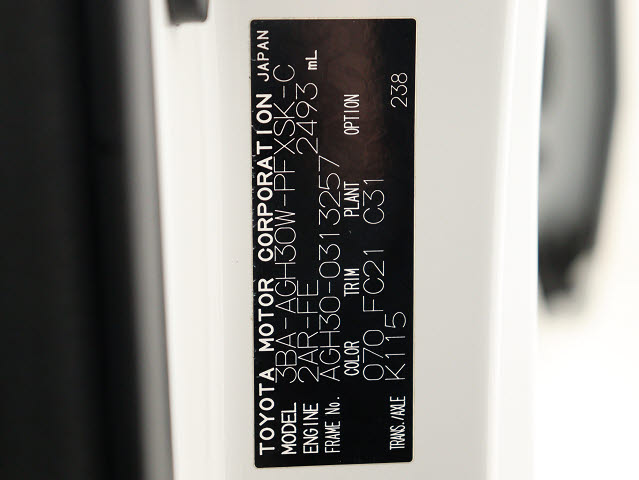 TOYOTA MOTOR CORPORATION JAPAN
MODEL 3BA-AGH30W-PFXSK-C
ENGINE 2AR-FE 2493 mL
FRAME No. AGH30-0313257
COLOR TRIM PLANT OPTION
070 FC21 C31
TRANS./AXLE K115 238